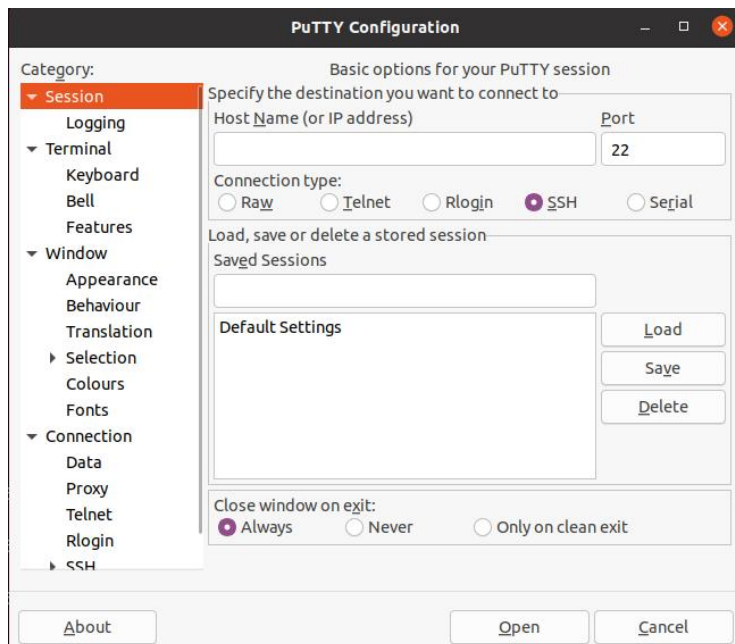 PuTTY Configuration
Category:
Session
Logging
Terminal
Keyboard
Bell
Features
Window
Appearance
Behaviour
Translation
Selection
Colours
Fonts
Connection
Data
Proxy
Telnet
Rlogin
SSH
Basic options for your PuTTY session
Specify the destination you want to connect to
Host Name (or IP address) Port
22
Connection type:
Raw Telnet Rlogin SSH Serial
Load, save or delete a stored session
Saved Sessions
Default Settings
Load
Save
Delete
Close window on exit:
Always Never Only on clean exit
About Open Cancel